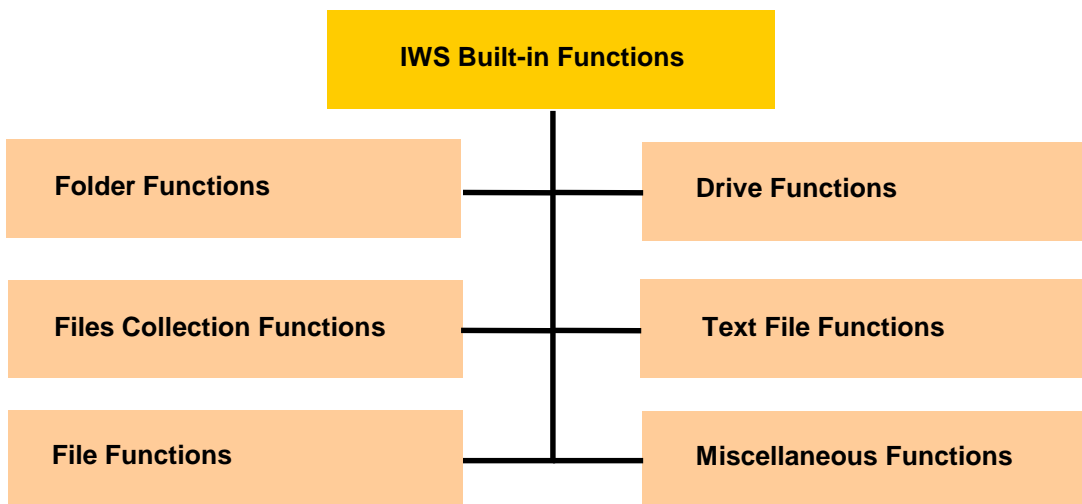 IWS Built-in Functions
Folder Functions
Drive Functions
Files Collection Functions
Text File Functions
File Functions
Miscellaneous Functions